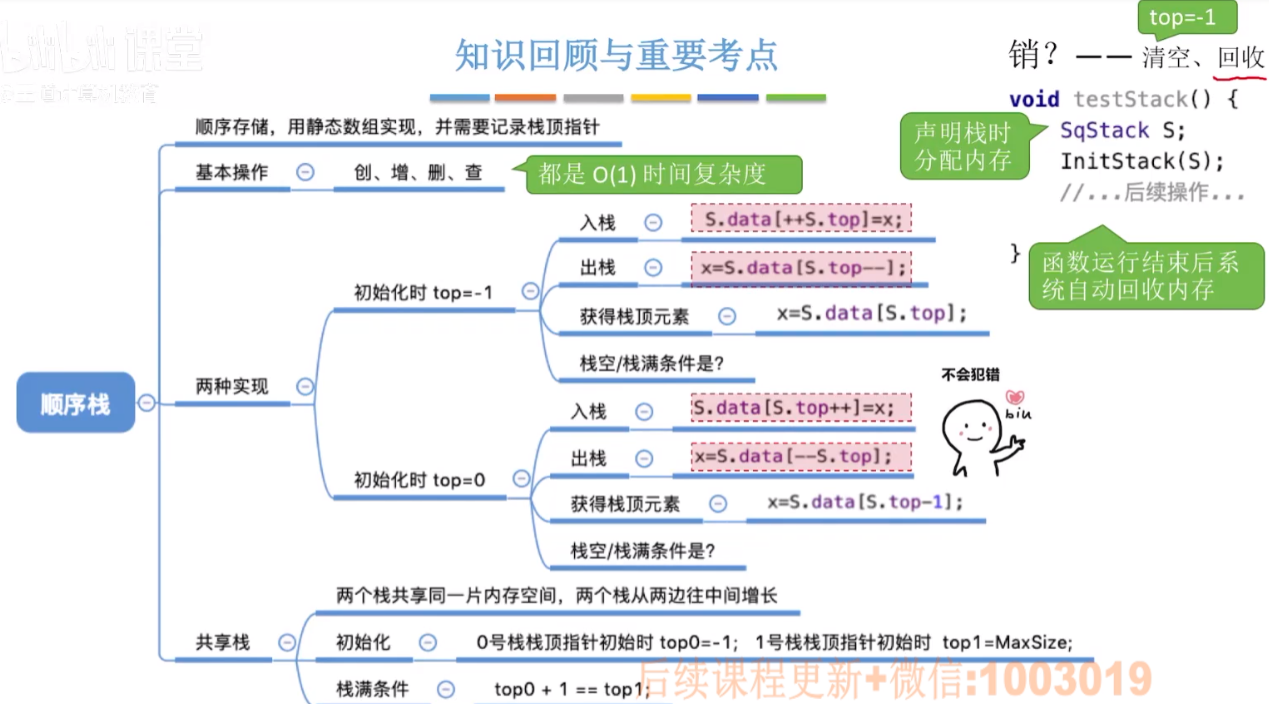 bilibili 课堂
top=-1
知识回顾与重要考点
销？—— 清空、回收
void testStack() {
SqStack S;
InitStack(S);
//...后续操作...
}
声明栈时
分配内存
函数运行结束后系
统自动回收内存
顺序存储，用静态数组实现，并需要记录栈顶指针
基本操作
创、增、删、查
都是 O(1) 时间复杂度
入栈
S.data[++S.top]=x;
出栈
x=S.data[S.top--];
初始化时 top=-1
获得栈顶元素
x=S.data[S.top];
栈空/栈满条件是?
顺序栈
两种实现
不会犯错
biu
入栈
S.data[S.top++]=x;
出栈
x=S.data[--S.top];
初始化时 top=0
获得栈顶元素
x=S.data[S.top-1];
栈空/栈满条件是?
两个栈共享同一片内存空间，两个栈从两边往中间增长
共享栈
初始化
0号栈栈顶指针初始时 top0=-1； 1号栈栈顶指针初始时 top1=MaxSize;
栈满条件
top0 + 1 == top1;
后续课程更新+微信:1003019